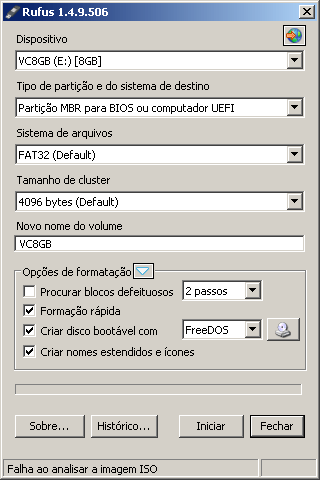 Rufus 1.4.9.506
Dispositivo
VC8GB (E:) [8GB]
Tipo de partição e do sistema de destino
Partição MBR para BIOS ou computador UEFI
Sistema de arquivos
FAT32 (Default)
Tamanho de cluster
4096 bytes (Default)
Novo nome do volume
VC8GB
Opções de formatação
Procurar blocos defeituosos 2 passos
Formação rápida
Criar disco bootável com FreeDOS
Criar nomes estendidos e ícones
Sobre... Histórico... Iniciar Fechar
Falha ao analisar a imagem ISO